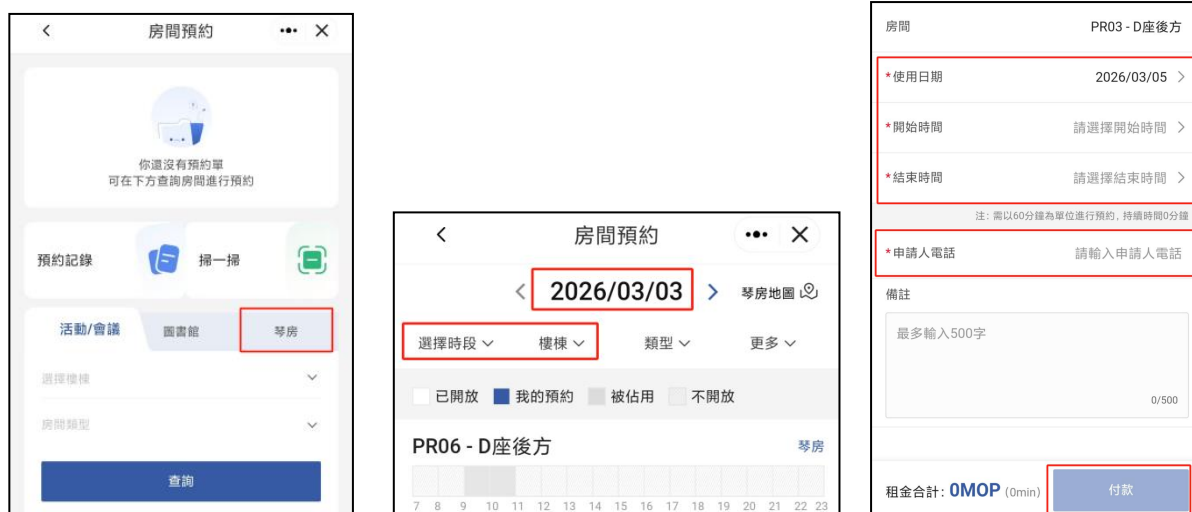 房間預約
你還沒有預約單
可在下方查詢房間進行預約
預約記錄
掃一掃
活動/會議
圖書館
琴房
選擇樓棟
房間類型
查詢
房間預約
2026/03/03
琴房地圖
選擇時段
樓棟
類型
更多
已開放
我的預約
被佔用
不開放
PR06 - D座後方
琴房
7 8 9 10 11 12 13 14 15 16 17 18 19 20 21 22 23
房間
PR03 - D座後方
*使用日期
2026/03/05
*開始時間
請選擇開始時間
*結束時間
請選擇結束時間
注: 需以60分鐘為單位進行預約, 持續時間0分鐘
*申請人電話
請輸入申請人電話
備註
最多輸入500字
0/500
租金合計: 0MOP (0min)
付款